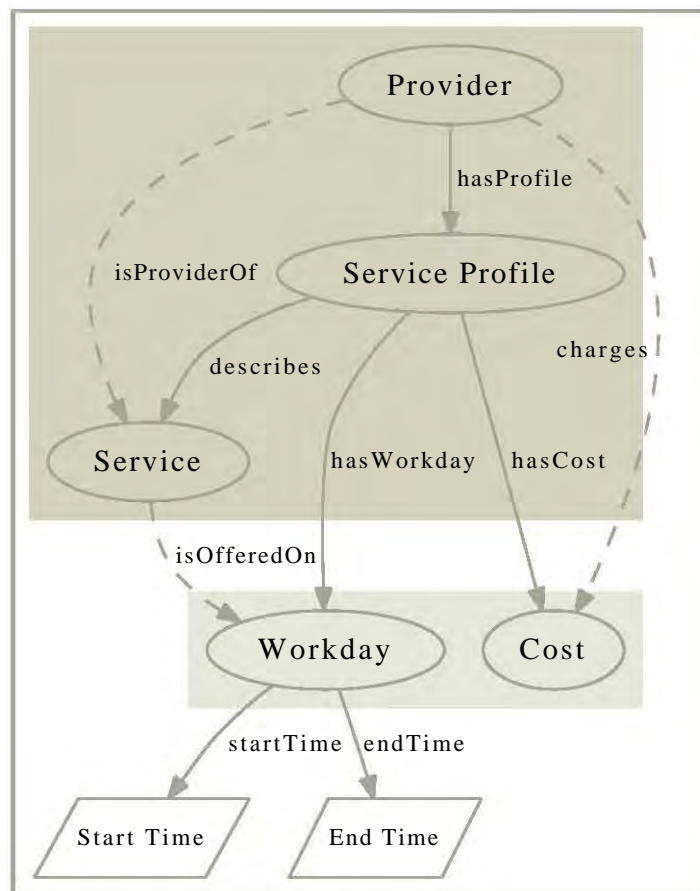 Provider
hasProfile
isProviderOf
Service Profile
charges
describes
Service
hasWorkday
hasCost
isOfferedOn
Workday
Cost
startTime
endTime
Start Time
End Time